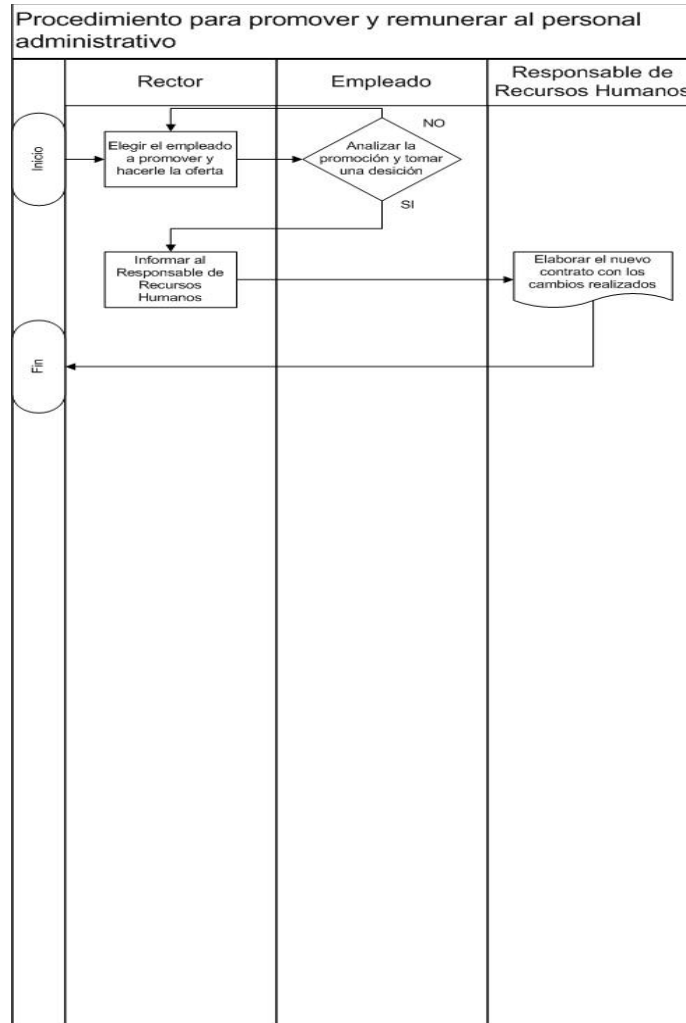 Procedimiento para promover y remunerar al personal
administrativo
Rector
Empleado
Responsable de
Recursos Humanos
Inicio
Elegir el empleado
a promover y
hacerle la oferta
NO
Analizar la
promoción y tomar
una desición
SI
Informar al
Responsable de
Recursos
Humanos
Elaborar el nuevo
contrato con los
cambios realizados
Fin